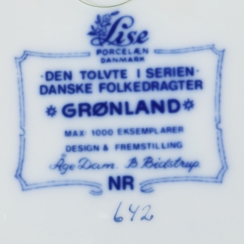 Lise
PORCELÆN
DANMARK
DEN TOLVTE I SERIEN
DANSKE FOLKEDRAGTER
GRØNLAND
MAX 1000 EKSEMPLARER
DESIGN & FREMSTILLING
Åge Dam B. Bidstrup
NR
642